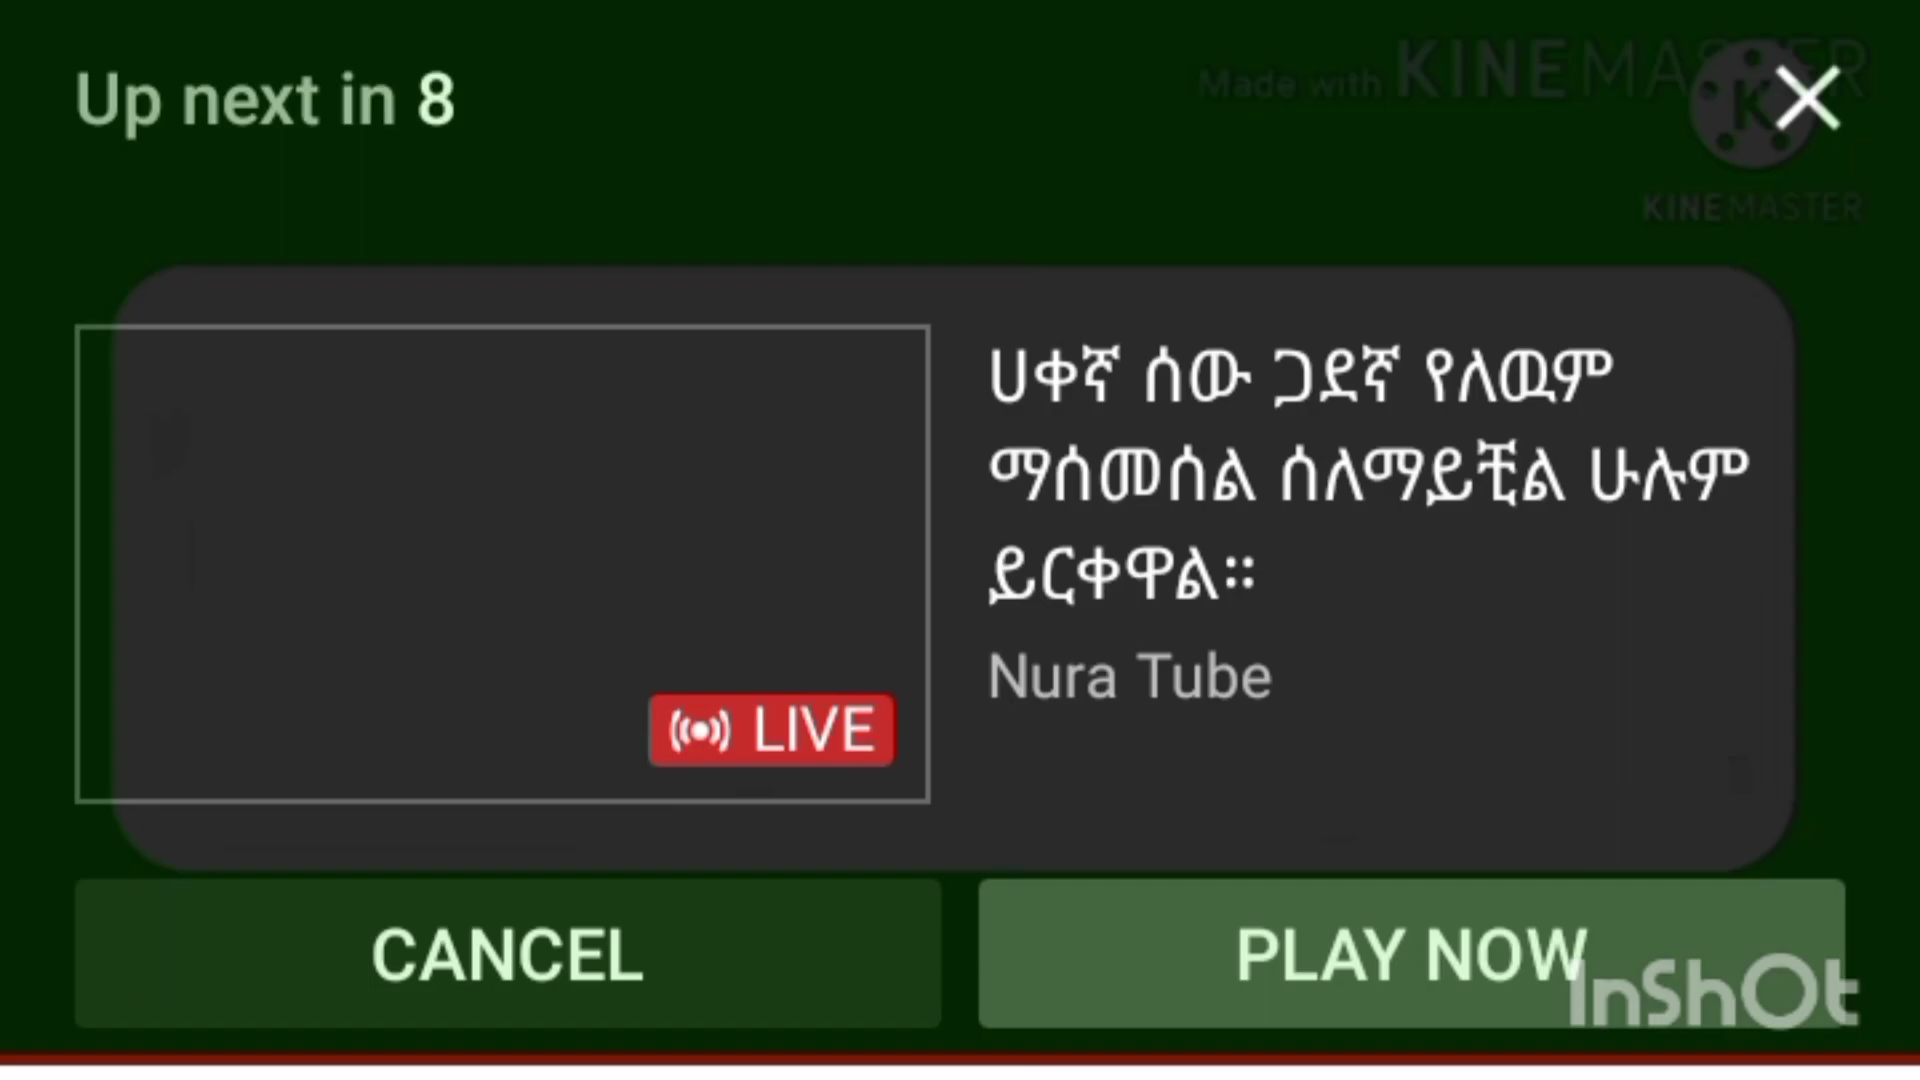 Up next in 8
Made with KINEMASTER
K
KINEMASTER
ሀቀኛ ሰው ጋደኛ የለዉም
ማሰመሰል ሰለማይቺል ሁሉም
ይርቀዋል።
Nura Tube
LIVE
CANCEL
PLAY NOW
InShOt